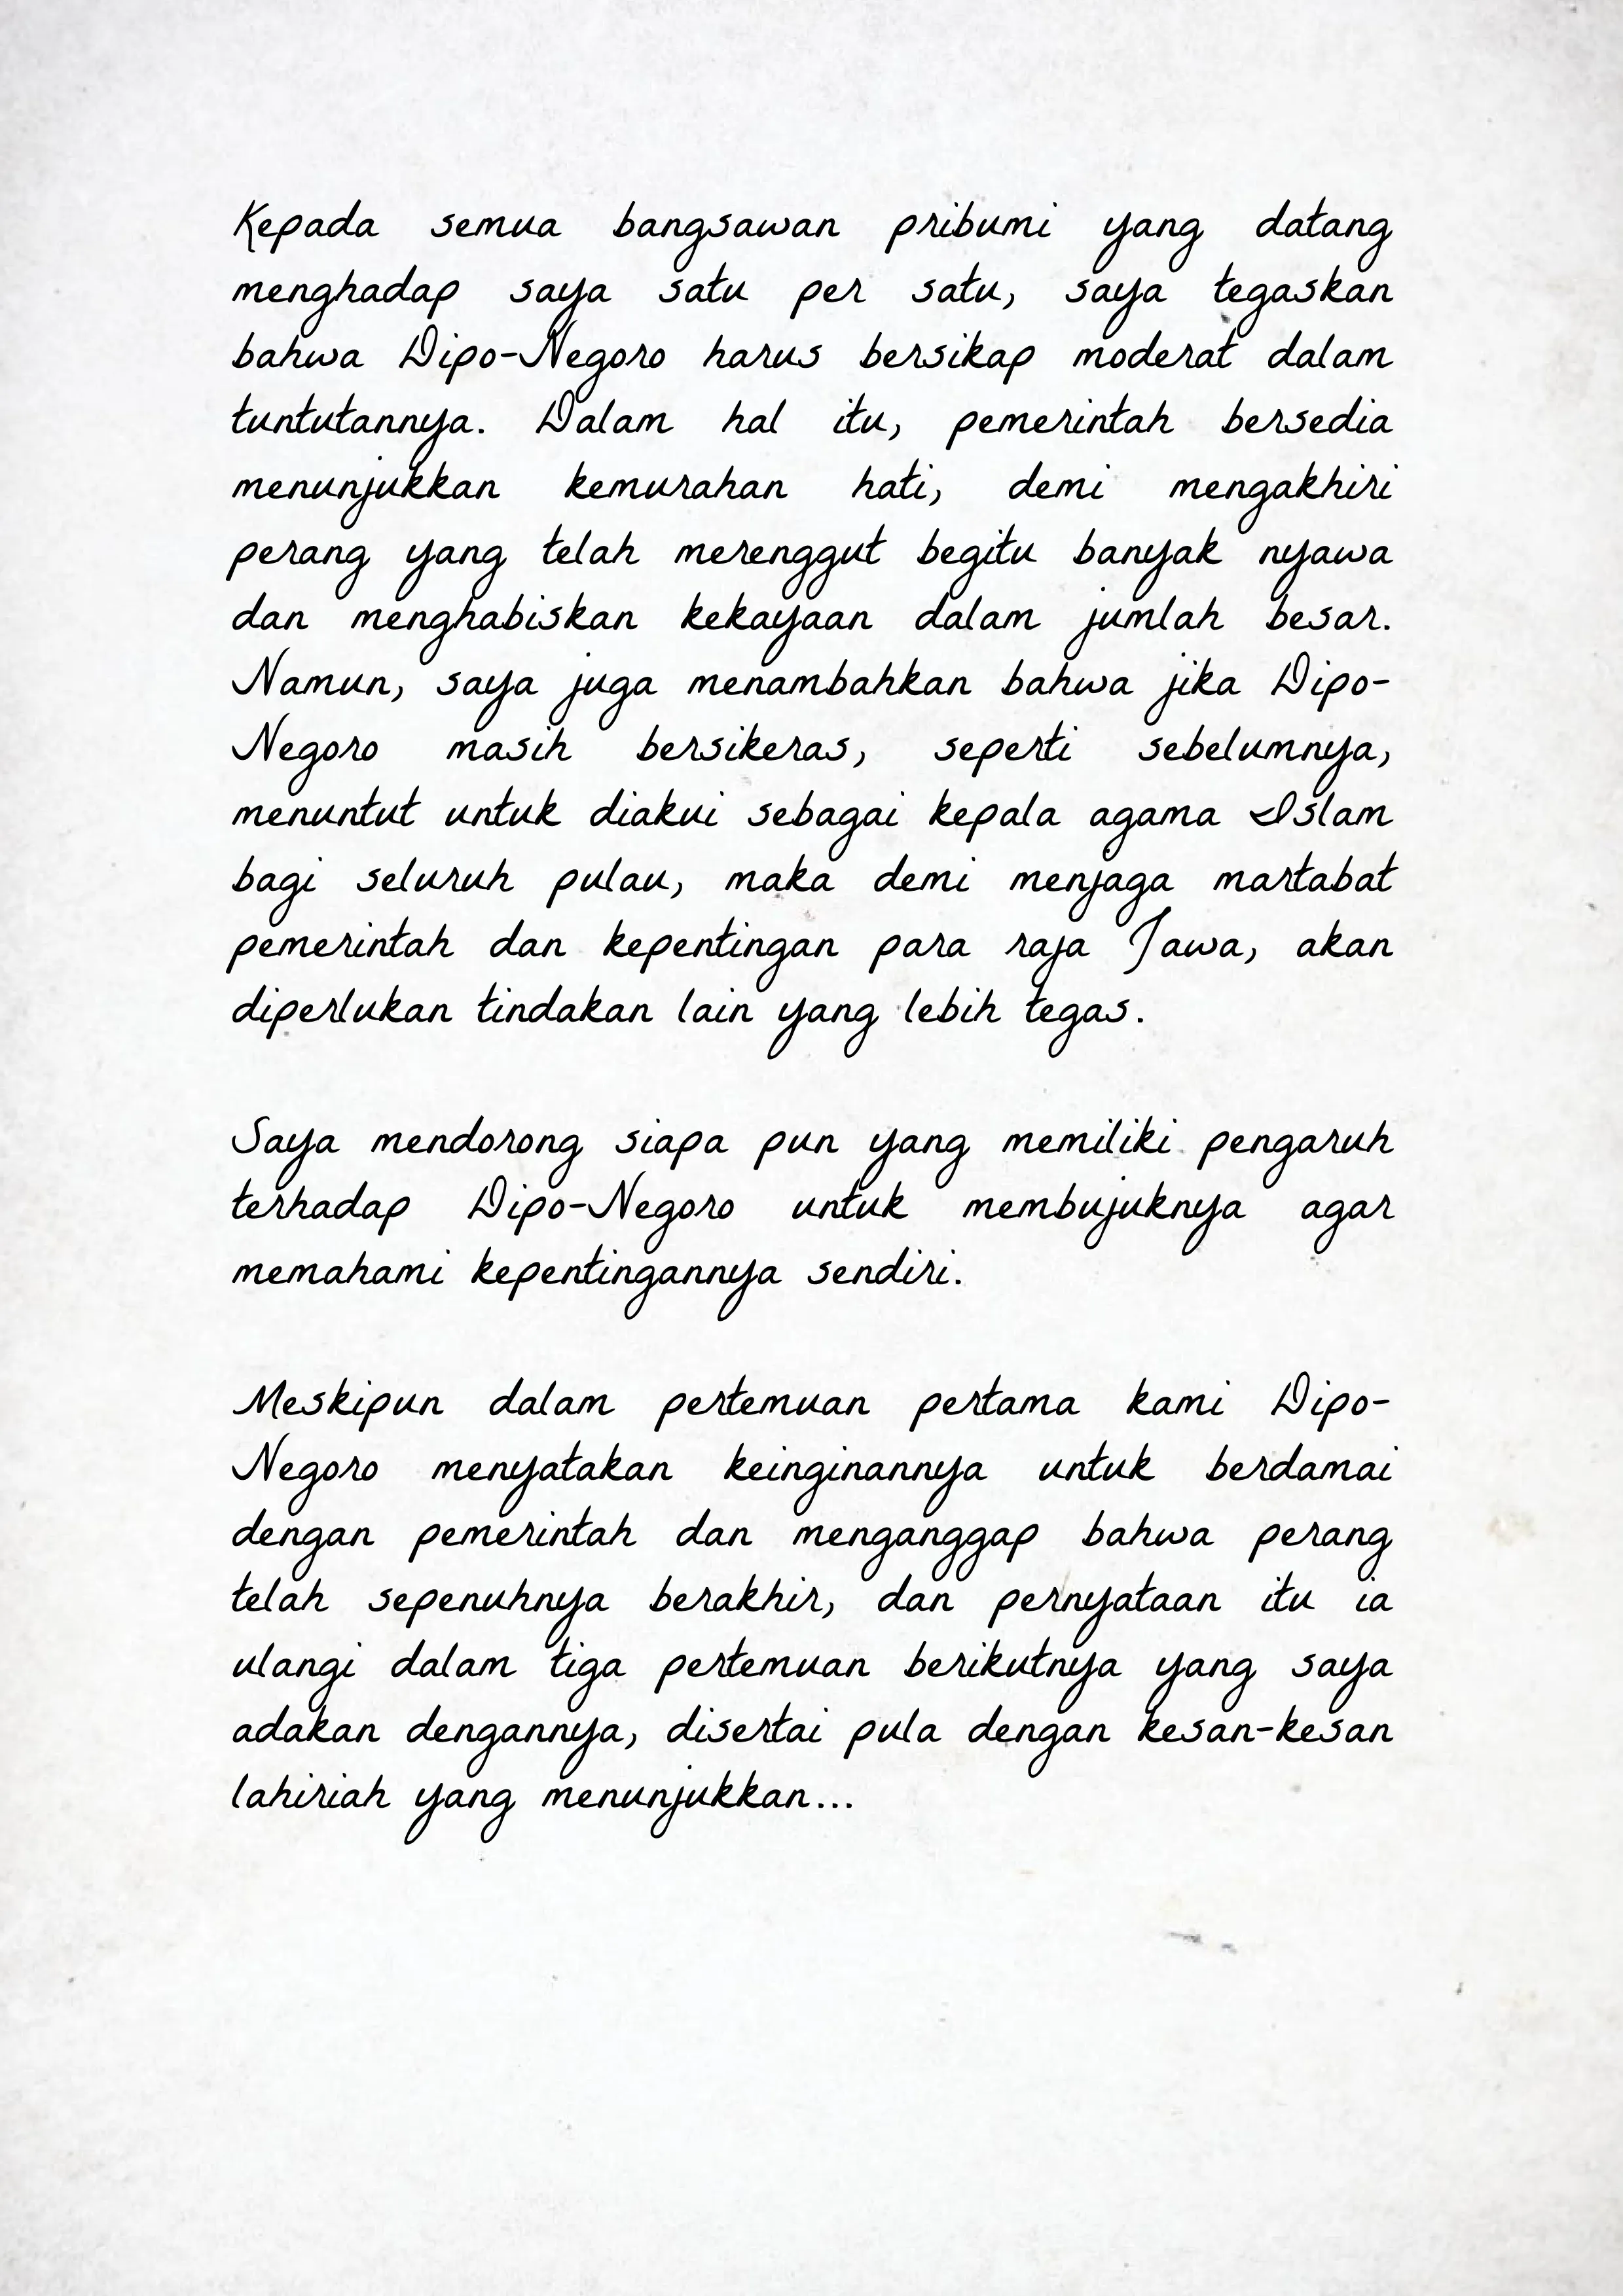 Kepada semua bangsawan pribumi yang datang
menghadap saya satu per satu, saya tegaskan
bahwa Dipo-Negoro harus bersikap moderat dalam
tuntutannya. Dalam hal itu, pemerintah bersedia
menunjukkan kemurahan hati, demi mengakhiri
perang yang telah merenggut begitu banyak nyawa
dan menghabiskan kekayaan dalam jumlah besar.
Namun, saya juga menambahkan bahwa jika Dipo-
Negoro masih bersikeras, seperti sebelumnya,
menuntut untuk diakui sebagai kepala agama Islam
bagi seluruh pulau, maka demi menjaga martabat
pemerintah dan kepentingan para raja Jawa, akan
diperlukan tindakan lain yang lebih tegas.

Saya mendorong siapa pun yang memiliki pengaruh
terhadap Dipo-Negoro untuk membujuknya agar
memahami kepentingannya sendiri.

Meskipun dalam pertemuan pertama kami Dipo-
Negoro menyatakan keinginannya untuk berdamai
dengan pemerintah dan menganggap bahwa perang
telah sepenuhnya berakhir, dan pernyataan itu ia
ulangi dalam tiga pertemuan berikutnya yang saya
adakan dengannya, disertai pula dengan kesan-kesan
lahiriah yang menunjukkan...